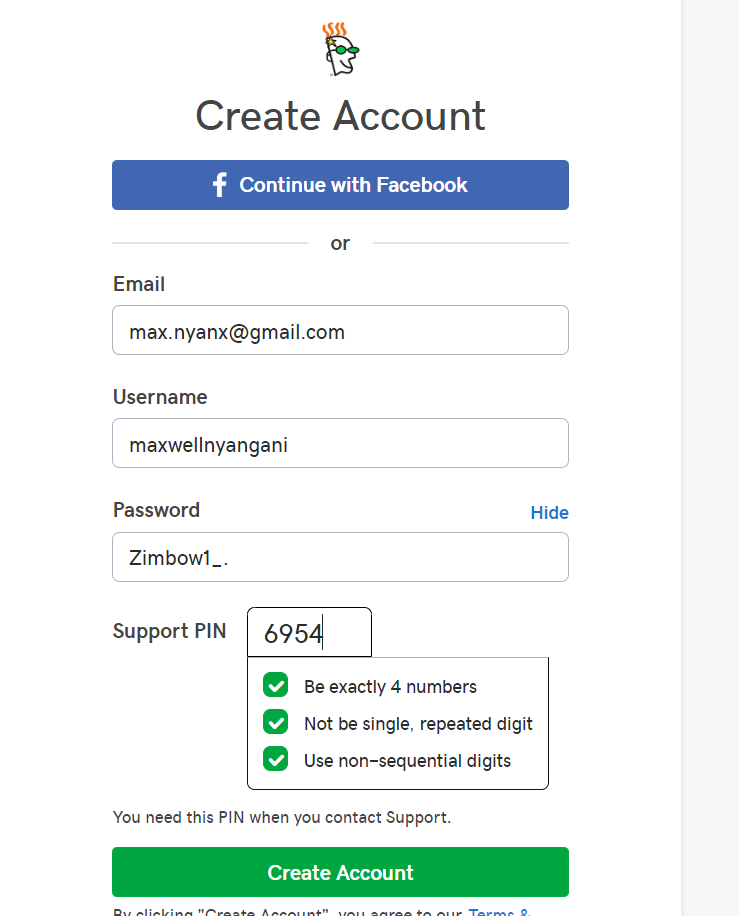 Create Account
f Continue with Facebook
or
Email
max.nyanx@gmail.com
Username
maxwellnyangani
Password Hide
Zimbow1_.
Support PIN 6954
Be exactly 4 numbers
Not be single, repeated digit
Use non-sequential digits
You need this PIN when you contact Support.
Create Account
By clicking "Create Account", you agree to our Terms &